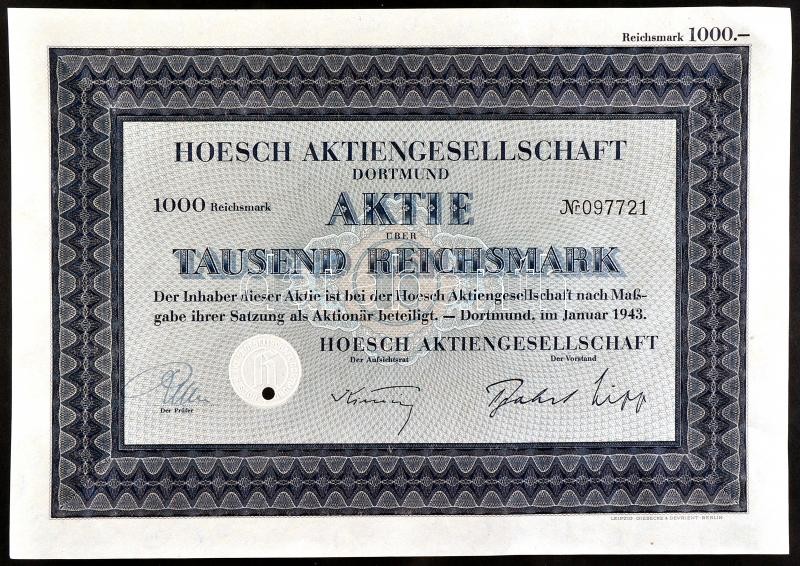 Reichsmark 1000.—
HOESCH AKTIENGESELLSCHAFT
DORTMUND
1000 Reichsmark
AKTIE
№ 097721
ÜBER
TAUSEND REICHSMARK
Der Inhaber dieser Aktie ist bei der Hoesch Aktiengesellschaft nach Maß-
gabe ihrer Satzung als Aktionär beteiligt. — Dortmund, im Januar 1943.
HOESCH AKTIENGESELLSCHAFT
Der Aufsichtsrat
Der Vorstand
Der Prüfer
LEIPZIG · GIESECKE & DEVRIENT · BERLIN